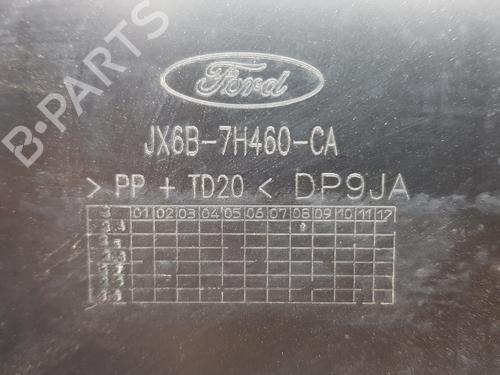 B-PARTS
Ford
JX6B-7H460-CA
> PP + TD20 < DP9JA
01 02 03 04 05 06 07 08 09 10 11 12